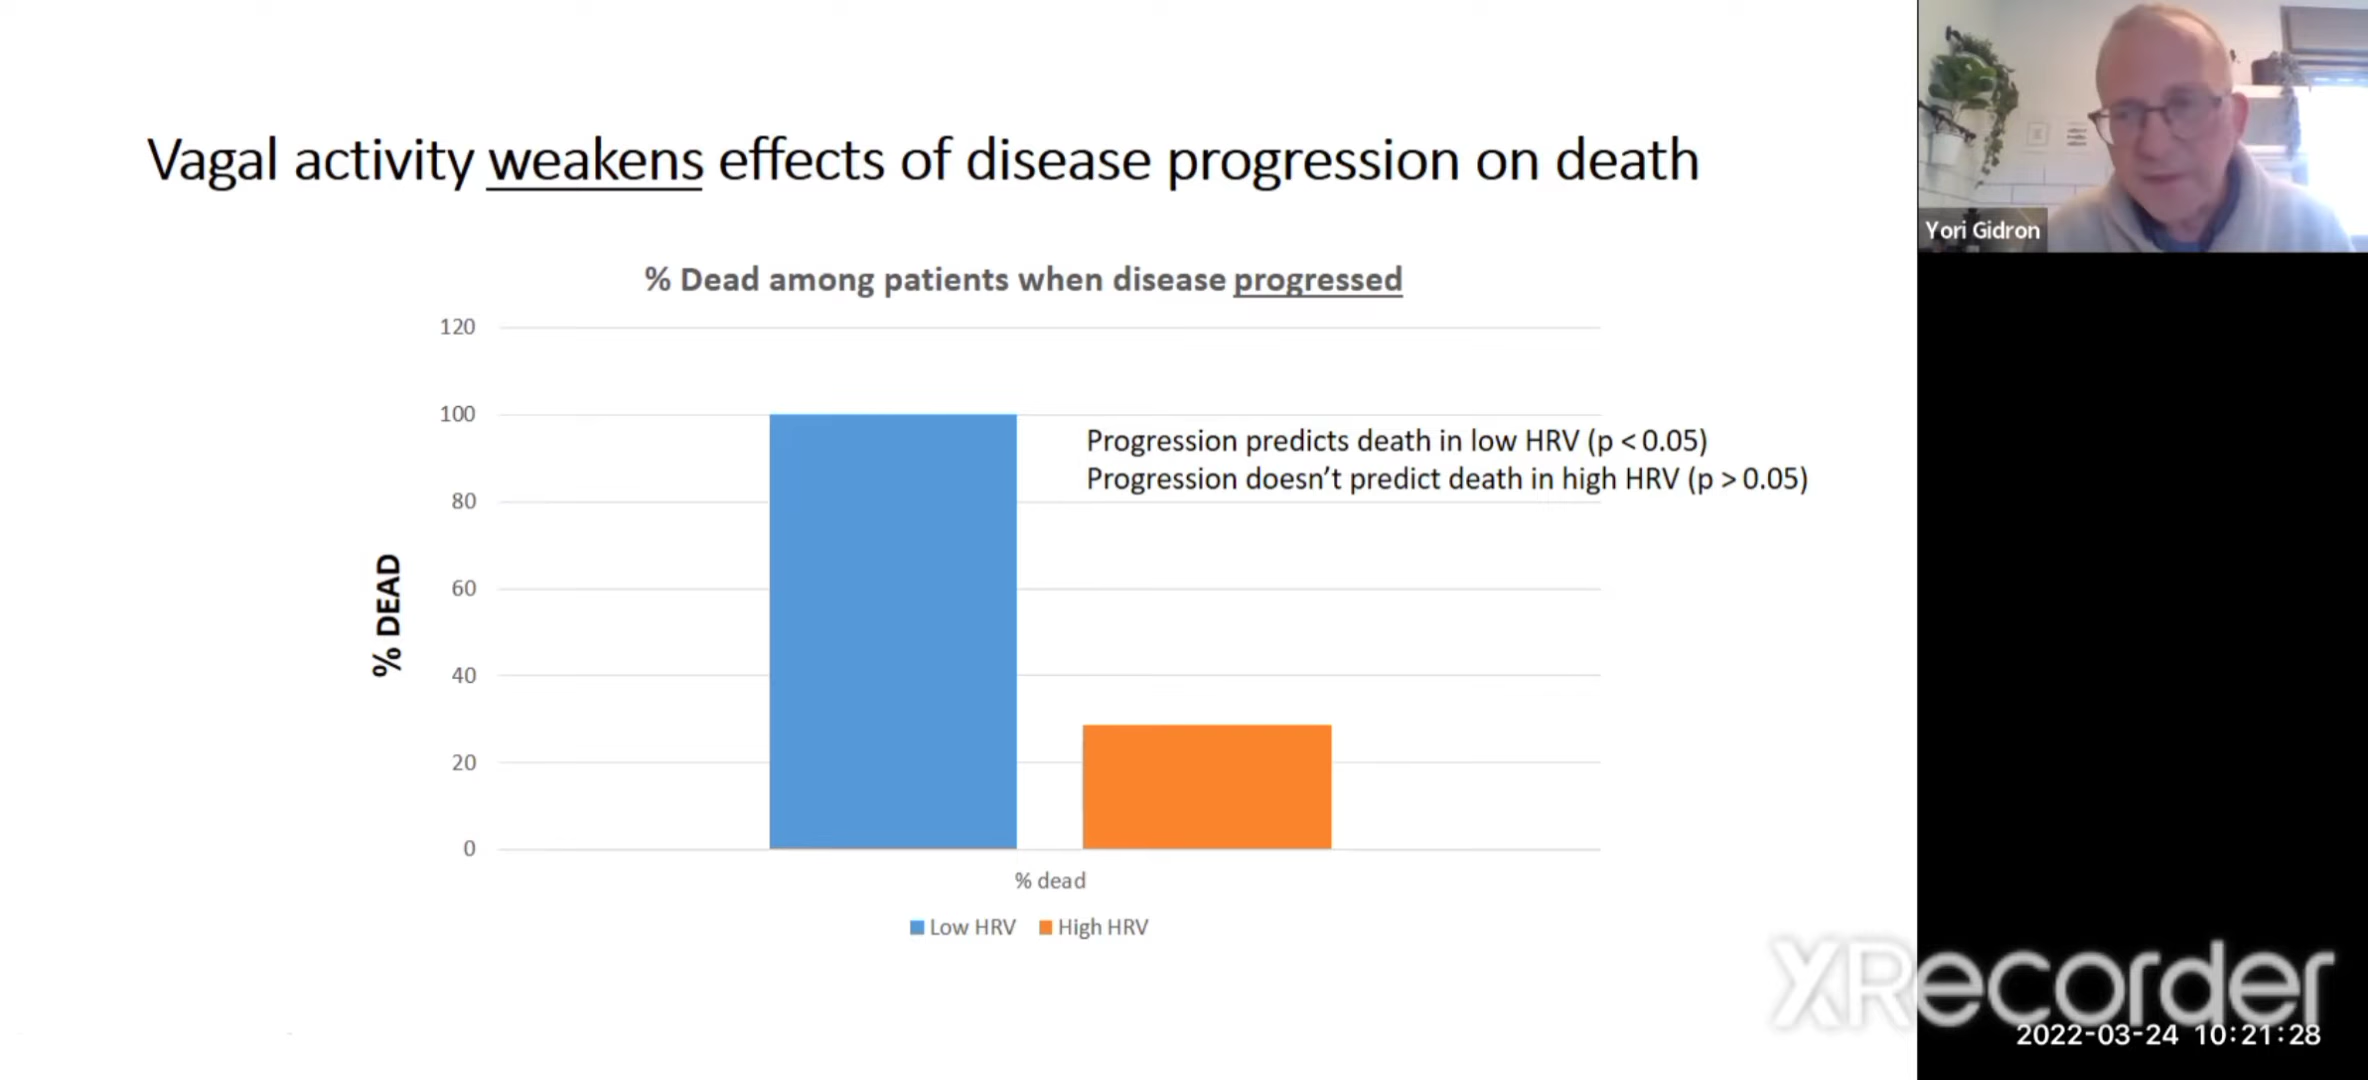 Vagal activity weakens effects of disease progression on death
Yori Gidron
% Dead among patients when disease progressed
120
100
80
60
40
20
0
% DEAD
Progression predicts death in low HRV (p < 0.05)
Progression doesn't predict death in high HRV (p > 0.05)
% dead
Low HRV
High HRV
XRecorder
2022-03-24 10:21:28